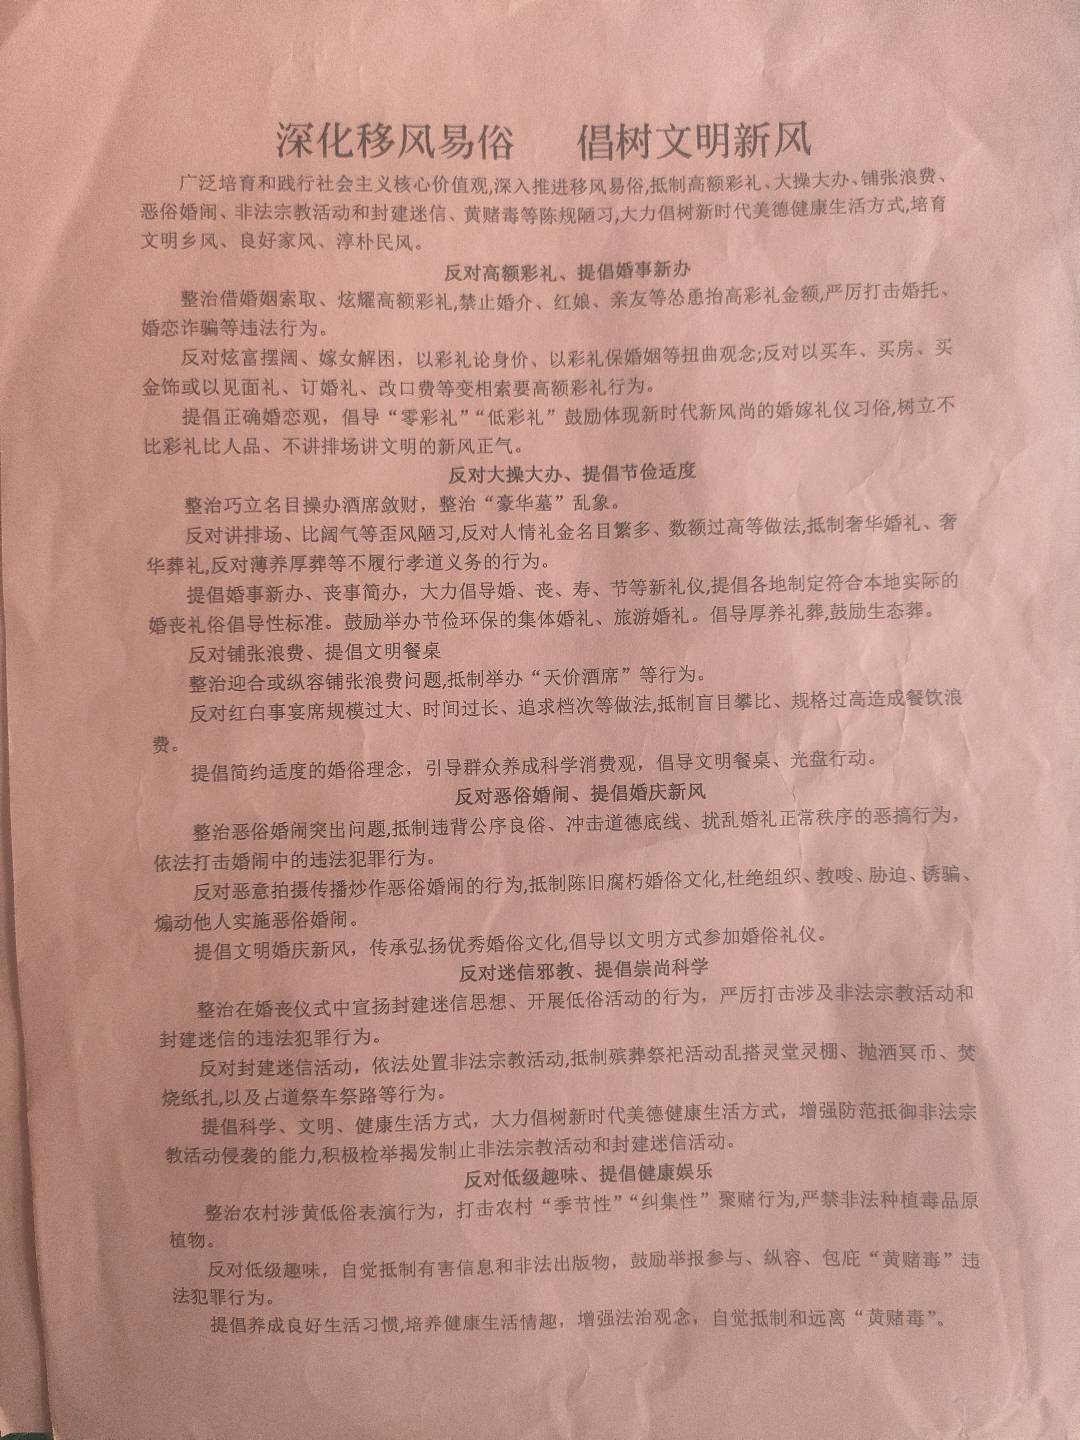 深化移风易俗 倡树文明新风
广泛培育和践行社会主义核心价值观,深入推进移风易俗,抵制高额彩礼、大操大办、铺张浪费、
恶俗婚闹、非法宗教活动和封建迷信、黄赌毒等陈规陋习,大力倡树新时代美德健康生活方式,培育
文明乡风、良好家风、淳朴民风。
反对高额彩礼、提倡婚事新办
整治借婚姻索取、炫耀高额彩礼,禁止婚介、红娘、亲友等怂恿抬高彩礼金额,严厉打击婚托、
婚恋诈骗等违法行为。
反对炫富摆阔、嫁女解困，以彩礼论身价、以彩礼保婚姻等扭曲观念;反对以买车、买房、买
金饰或以见面礼、订婚礼、改口费等变相索要高额彩礼行为。
提倡正确婚恋观，倡导“零彩礼”“低彩礼”鼓励体现新时代新风尚的婚嫁礼仪习俗,树立不
比彩礼比人品、不讲排场讲文明的新风正气。
反对大操大办、提倡节俭适度
整治巧立名目操办酒席敛财，整治“豪华墓”乱象。
反对讲排场、比阔气等歪风陋习,反对人情礼金名目繁多、数额过高等做法,抵制奢华婚礼、奢
华葬礼,反对薄养厚葬等不履行孝道义务的行为。
提倡婚事新办、丧事简办，大力倡导婚、丧、寿、节等新礼仪,提倡各地制定符合本地实际的
婚丧礼俗倡导性标准。鼓励举办节俭环保的集体婚礼、旅游婚礼。倡导厚养礼葬,鼓励生态葬。
反对铺张浪费、提倡文明餐桌
整治迎合或纵容铺张浪费问题,抵制举办“天价酒席”等行为。
反对红白事宴席规模过大、时间过长、追求档次等做法,抵制盲目攀比、规格过高造成餐饮浪
费。
提倡简约适度的婚俗理念，引导群众养成科学消费观，倡导文明餐桌、光盘行动。
反对恶俗婚闹、提倡婚庆新风
整治恶俗婚闹突出问题,抵制违背公序良俗、冲击道德底线、扰乱婚礼正常秩序的恶搞行为，
依法打击婚闹中的违法犯罪行为。
反对恶意拍摄传播炒作恶俗婚闹的行为,抵制陈旧腐朽婚俗文化,杜绝组织、教唆、胁迫、诱骗、
煽动他人实施恶俗婚闹。
提倡文明婚庆新风，传承弘扬优秀婚俗文化,倡导以文明方式参加婚俗礼仪。
反对迷信邪教、提倡崇尚科学
整治在婚丧仪式中宣扬封建迷信思想、开展低俗活动的行为，严厉打击涉及非法宗教活动和
封建迷信的违法犯罪行为。
反对封建迷信活动，依法处置非法宗教活动,抵制殡葬祭祀活动乱搭灵堂灵棚、抛洒冥币、焚
烧纸扎,以及占道祭车祭路等行为。
提倡科学、文明、健康生活方式，大力倡树新时代美德健康生活方式，增强防范抵御非法宗
教活动侵袭的能力,积极检举揭发制止非法宗教活动和封建迷信活动。
反对低级趣味、提倡健康娱乐
整治农村涉黄低俗表演行为，打击农村“季节性”“纠集性”聚赌行为,严禁非法种植毒品原
植物。
反对低级趣味，自觉抵制有害信息和非法出版物，鼓励举报参与、纵容、包庇“黄赌毒”违
法犯罪行为。
提倡养成良好生活习惯,培养健康生活情趣，增强法治观念，自觉抵制和远离“黄赌毒”。